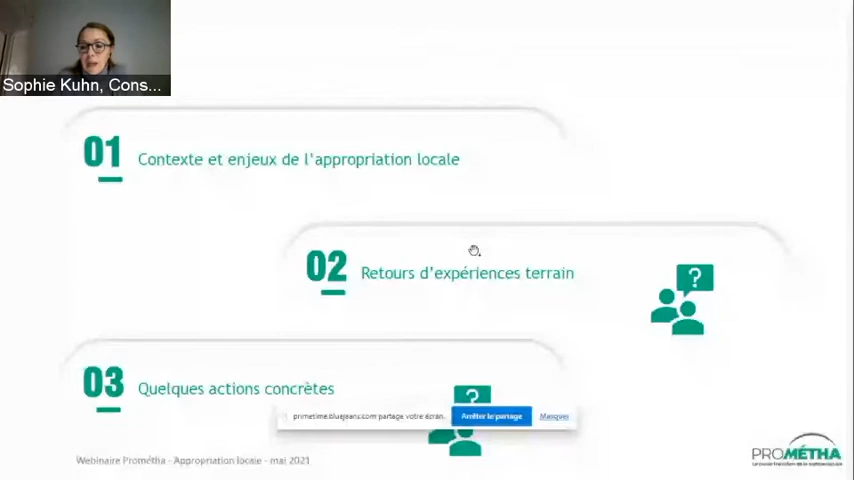 Sophie Kuhn, Cons...
01
Contexte et enjeux de l'appropriation locale
02
Retours d'expériences terrain
?
03
Quelques actions concrètes
?
primetime.bluejeans.com partage votre écran.
Arrêter le partage
Masquer
Webinaire Prométha - Appropriation locale - mai 2021
PROMÉTHA